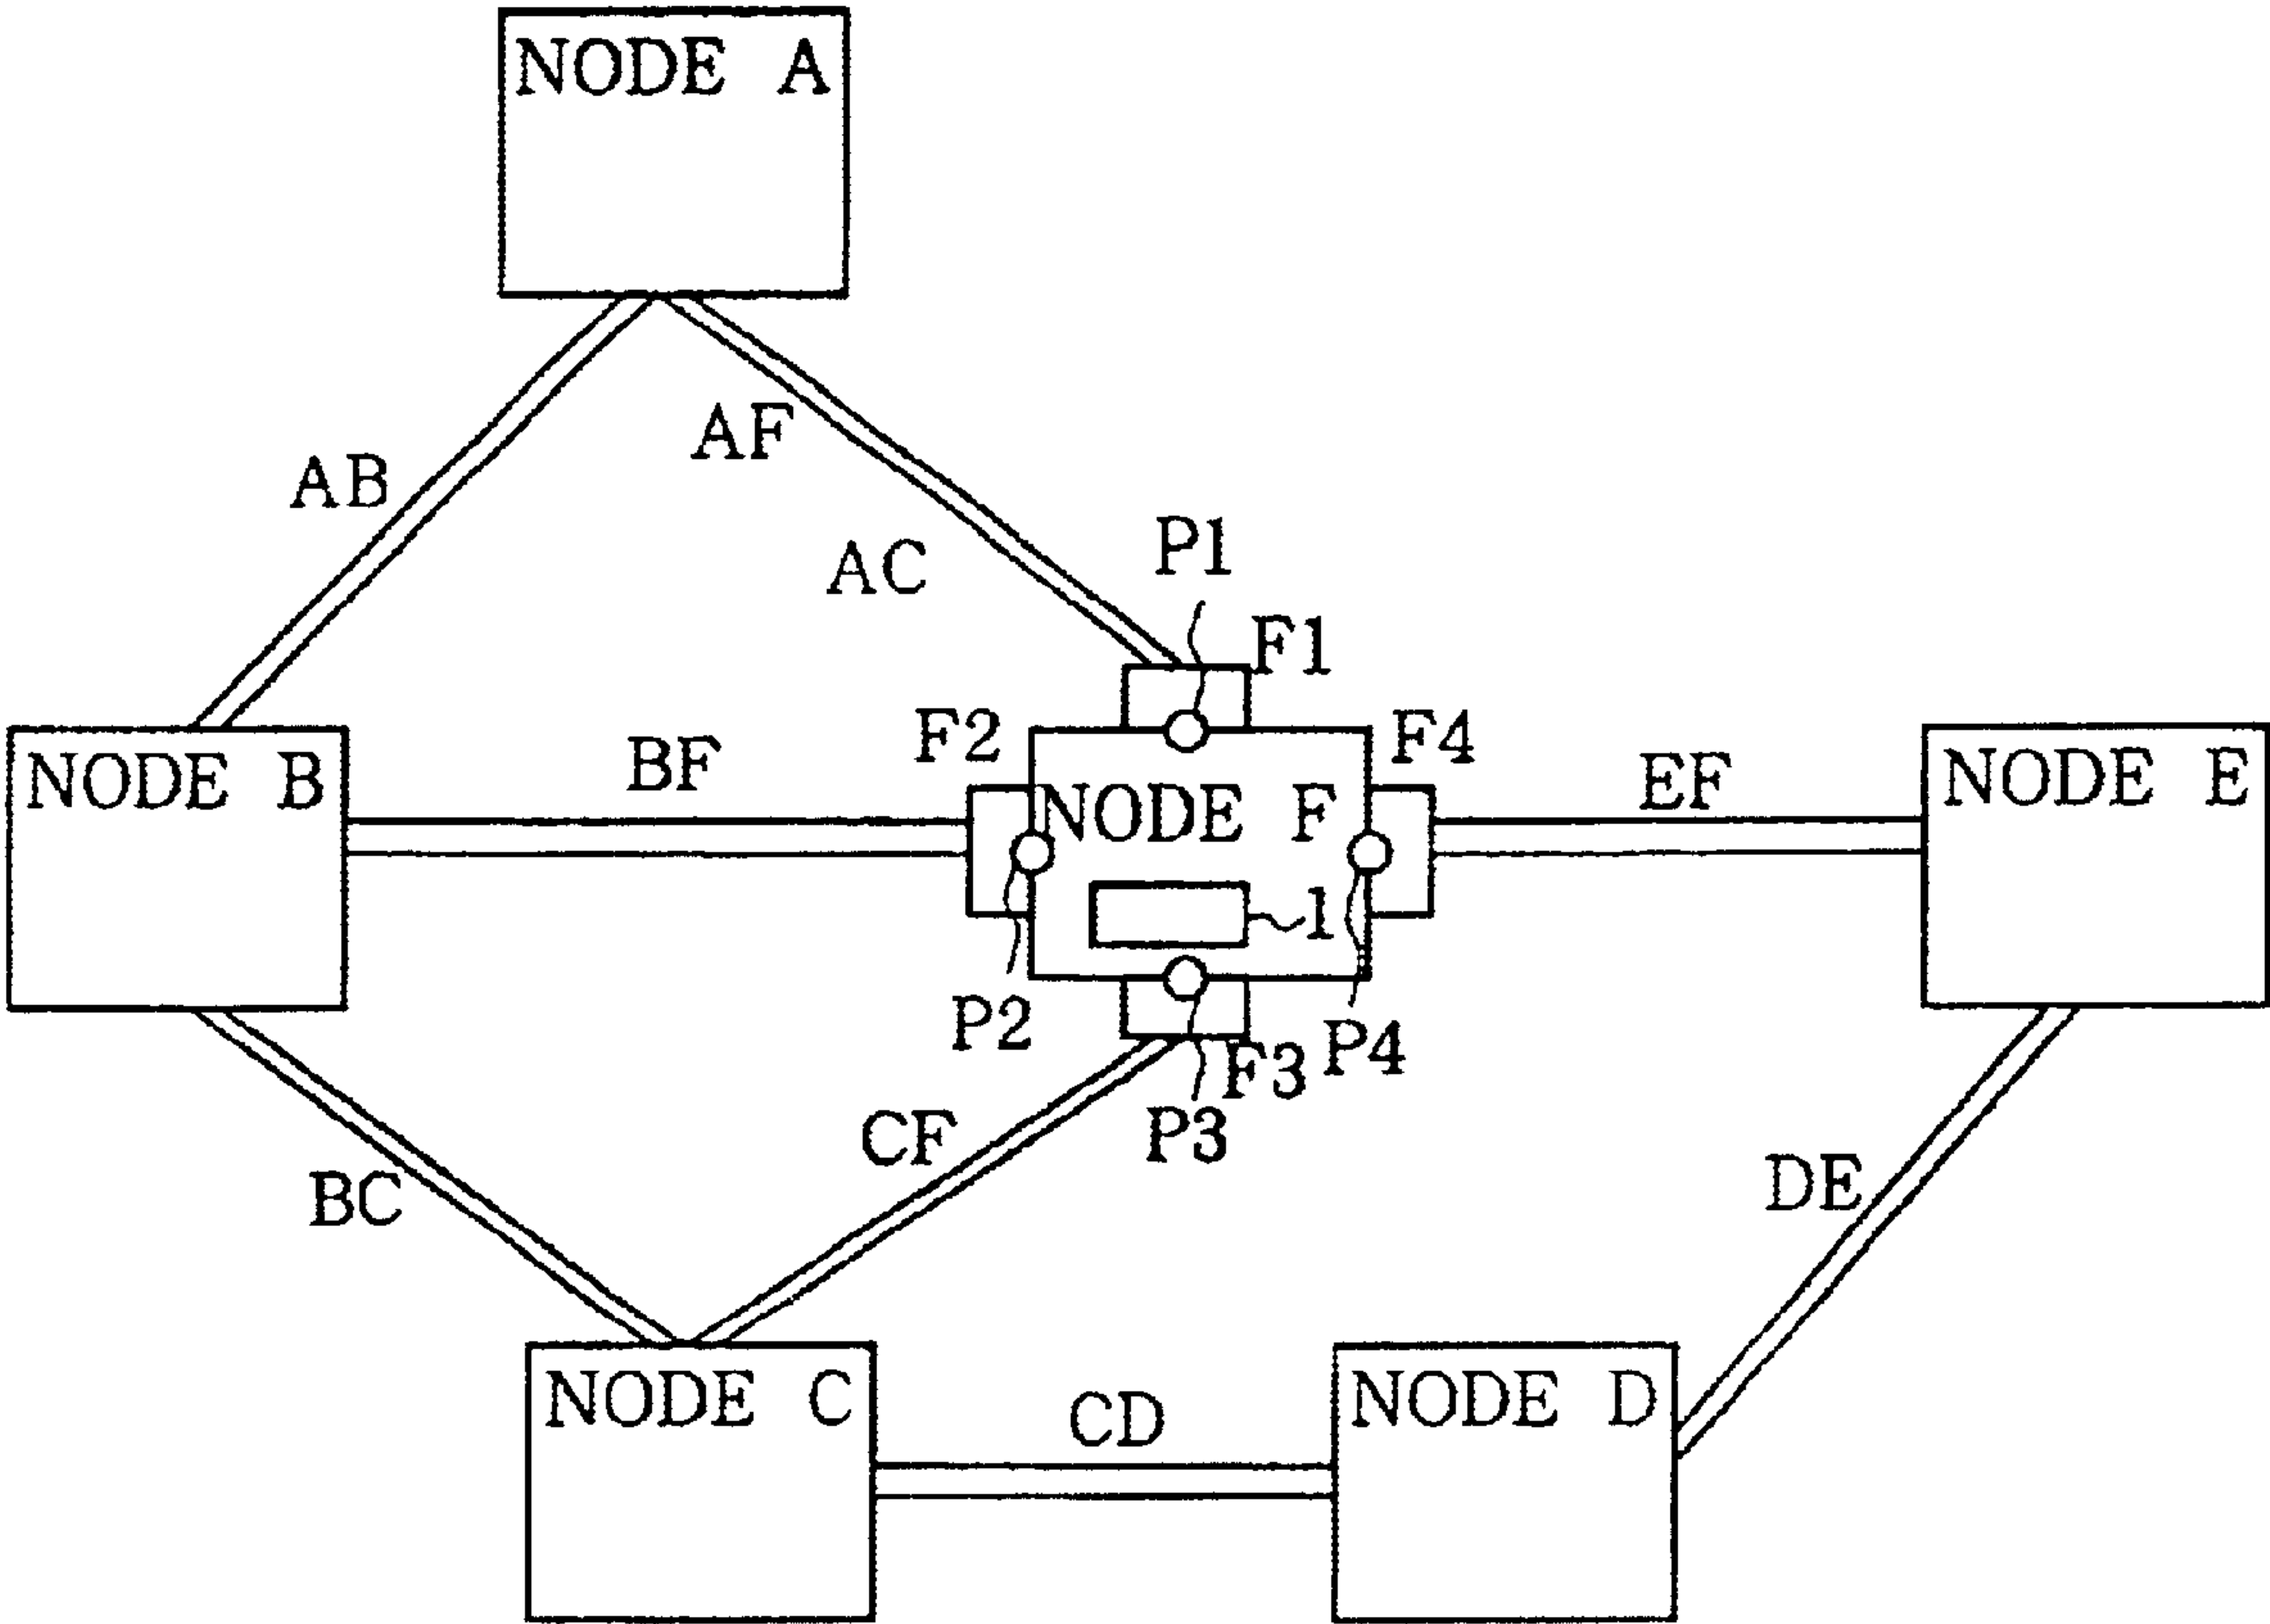 NODE A
AF
AB
P1
AC
F1
F2
F4
NODE B
BF
NODE F
EF
NODE E
1
P2
P4
F3
CF
P3
BC
DE
NODE C
CD
NODE D